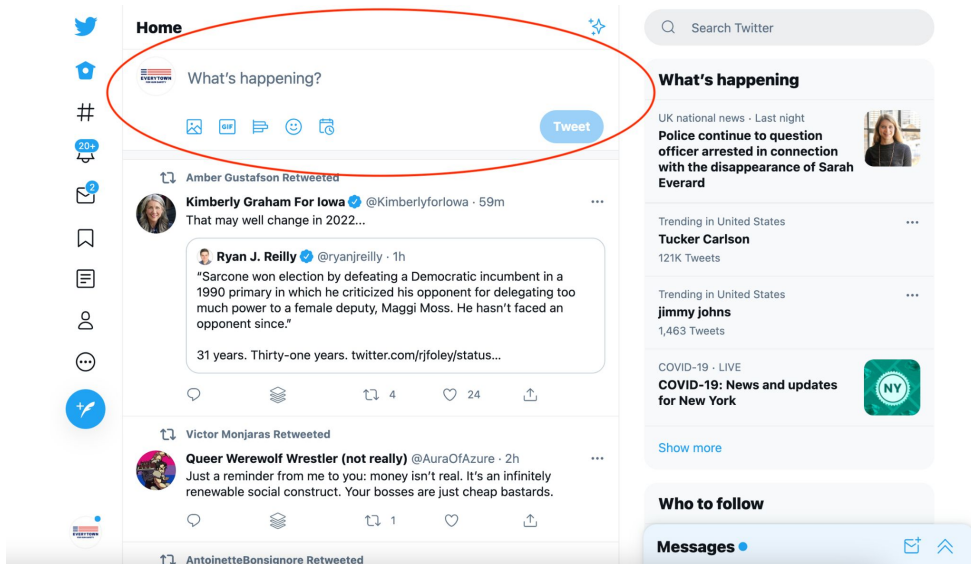 Home
Search Twitter
EVERYTOWN
What's happening?
GIF
Tweet
20+
2
What's happening
UK national news · Last night
Police continue to question
officer arrested in connection
with the disappearance of Sarah
Everard
Trending in United States
Tucker Carlson
121K Tweets
Trending in United States
jimmy johns
1,463 Tweets
COVID-19 · LIVE
COVID-19: News and updates
for New York
NY
Show more
Who to follow
Messages
Amber Gustafson Retweeted
Kimberly Graham For Iowa @KimberlyforIowa · 59m
That may well change in 2022...
Ryan J. Reilly @ryanjreilly · 1h
"Sarcone won election by defeating a Democratic incumbent in a
1990 primary in which he criticized his opponent for delegating too
much power to a female deputy, Maggi Moss. He hasn't faced an
opponent since."
31 years. Thirty-one years. twitter.com/rjfoley/status...
4
24
Victor Monjaras Retweeted
Queer Werewolf Wrestler (not really) @AuraOfAzure · 2h
Just a reminder from me to you: money isn't real. It's an infinitely
renewable social construct. Your bosses are just cheap bastards.
1
AntoinetteBonsignore Retweeted
EVERYTOWN